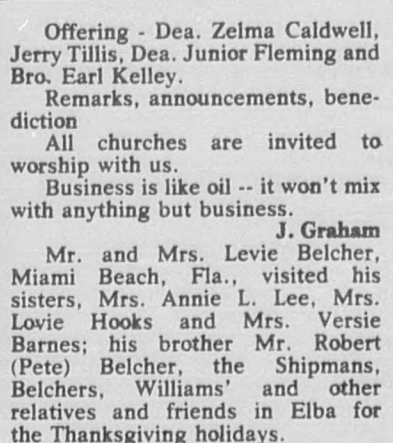 Offering - Dea. Zelma Caldwell,
Jerry Tillis, Dea. Junior Fleming and
Bro. Earl Kelley.
Remarks, announcements, bene-
diction
All churches are invited to
worship with us.
Business is like oil -- it won't mix
with anything but business.
J. Graham
Mr. and Mrs. Levie Belcher,
Miami Beach, Fla., visited his
sisters, Mrs. Annie L. Lee, Mrs.
Lovie Hooks and Mrs. Versie
Barnes; his brother Mr. Robert
(Pete) Belcher, the Shipmans,
Belchers, Williams' and other
relatives and friends in Elba for
the Thanksgiving holidays.